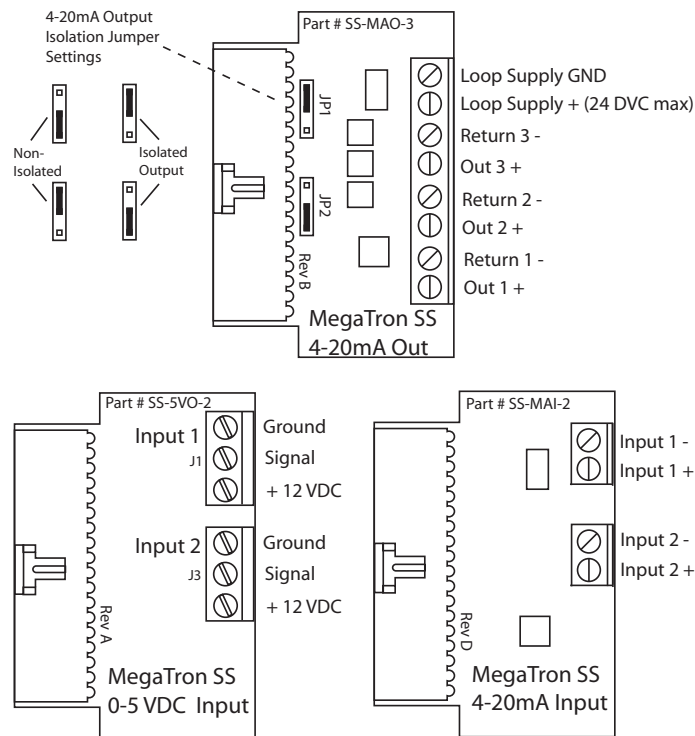 4-20mA Output
Isolation Jumper
Settings
Non-
Isolated
Isolated
Output
Part # SS-MAO-3
JP1
JP2
Rev B
MegaTron SS
4-20mA Out
Loop Supply GND
Loop Supply + (24 DVC max)
Return 3 -
Out 3 +
Return 2 -
Out 2 +
Return 1 -
Out 1 +
Part # SS-5VO-2
Input 1
J1
Ground
Signal
+ 12 VDC
Input 2
J3
Ground
Signal
+ 12 VDC
Rev A
MegaTron SS
0-5 VDC Input
Part # SS-MAI-2
Input 1 -
Input 1 +
Input 2 -
Input 2 +
Rev D
MegaTron SS
4-20mA Input